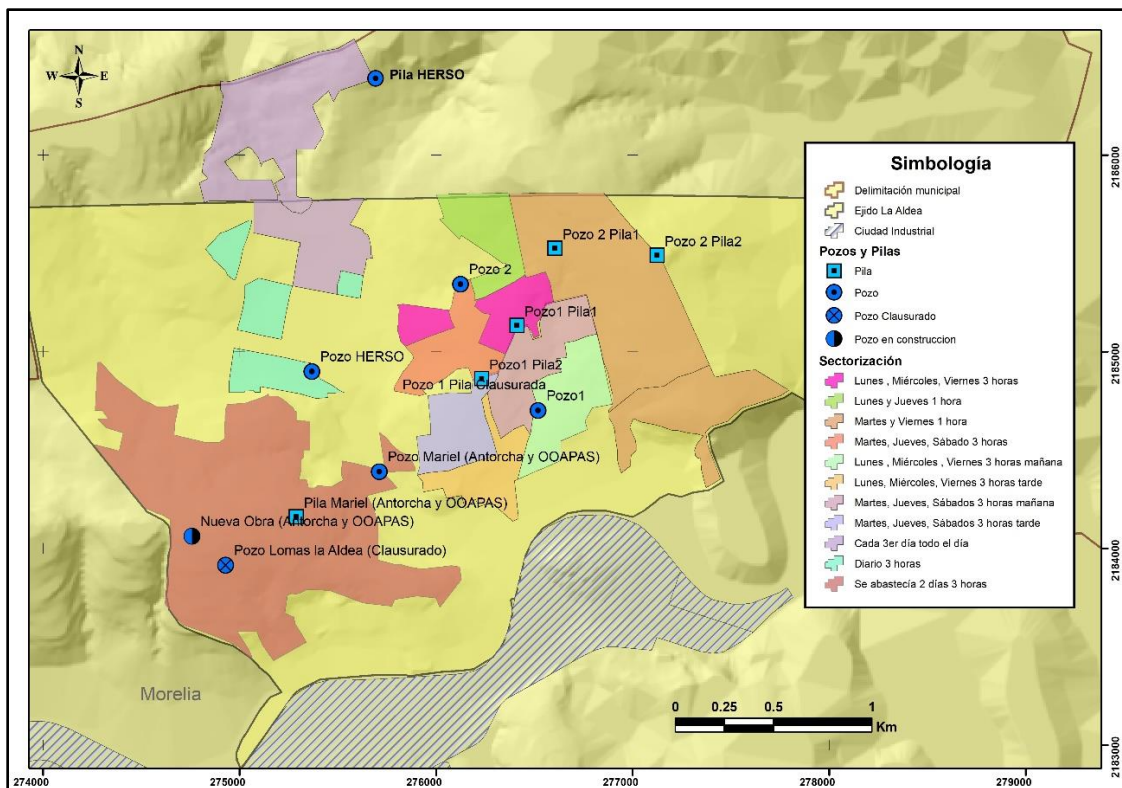 N
W
E
S
Pila HERSO
Pozo 2 Pila1
Pozo 2 Pila2
Pozo 2
Pozo1 Pila1
Pozo HERSO
Pozo1 Pila2
Pozo 1 Pila Clausurada
Pozo1
Pozo Mariel (Antorcha y OOAPAS)
Pila Mariel (Antorcha y OOAPAS)
Nueva Obra (Antorcha y OOAPAS)
Pozo Lomas la Aldea (Clausurado)
Morelia
Simbología
Delimitación municipal
Ejido La Aldea
Ciudad Industrial
Pozos y Pilas
Pila
Pozo
Pozo Clausurado
Pozo en construccion
Sectorización
Lunes , Miércoles, Viernes 3 horas
Lunes y Jueves 1 hora
Martes y Viernes 1 hora
Martes, Jueves, Sábado 3 horas
Lunes , Miércoles , Viernes 3 horas mañana
Lunes, Miércoles, Viernes 3 horas tarde
Martes, Jueves, Sábados 3 horas mañana
Martes, Jueves, Sábados 3 horas tarde
Cada 3er día todo el día
Diario 3 horas
Se abastecía 2 días 3 horas
0 0.25 0.5 1
Km
2186000
2185000
2184000
2183000
274000 275000 276000 277000 278000 279000